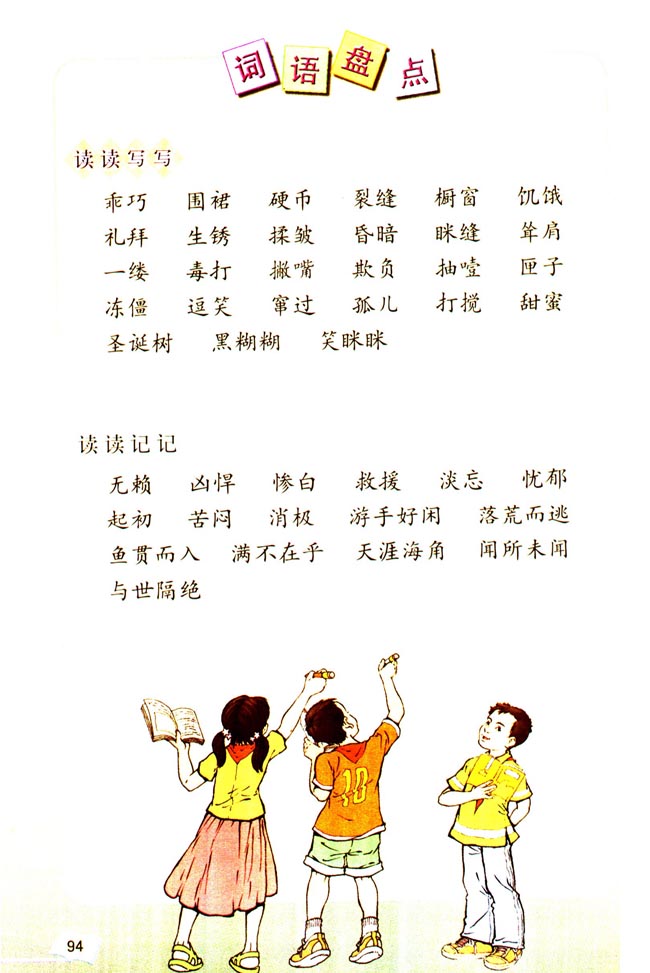 词语盘点
读读写写
乖巧 围裙 硬币 裂缝 橱窗 饥饿
礼拜 生锈 揉皱 昏暗 眯缝 耸肩
一缕 毒打 撇嘴 欺负 抽噎 匣子
冻僵 逗笑 窜过 孤儿 打搅 甜蜜
圣诞树 黑糊糊 笑眯眯
读读记记
无赖 凶悍 惨白 救援 淡忘 忧郁
起初 苦闷 消极 游手好闲 落荒而逃
鱼贯而入 满不在乎 天涯海角 闻所未闻
与世隔绝
10
94